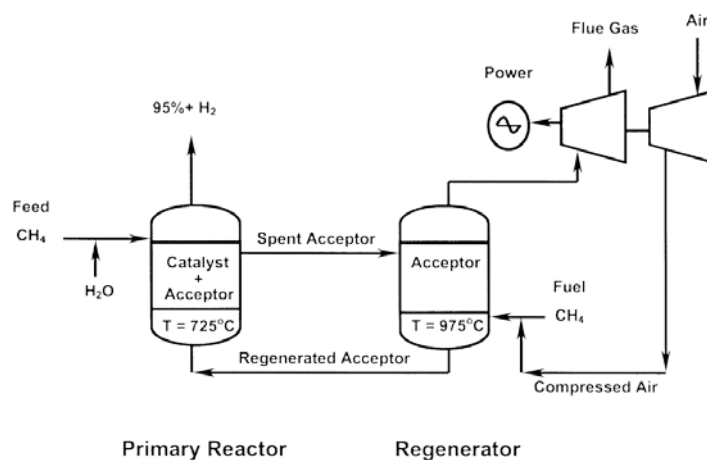 Flue Gas
Air
Power
95%+ H₂
Feed
CH₄
H₂O
Spent Acceptor
Catalyst
+
Acceptor
T = 725°C
Acceptor
T = 975°C
Fuel
CH₄
Regenerated Acceptor
Compressed Air
Primary Reactor
Regenerator